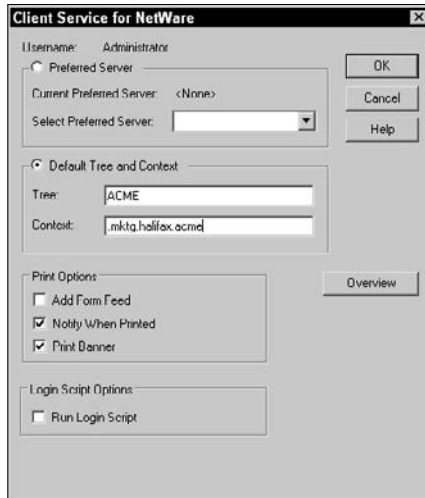 Client Service for NetWare
Username: Administrator
Preferred Server
OK
Current Preferred Server: <None>
Cancel
Select Preferred Server:
Help
Default Tree and Context
Tree: ACME
Context: .mktg.halifax.acme
Print Options
Overview
Add Form Feed
Notify When Printed
Print Banner
Login Script Options
Run Login Script